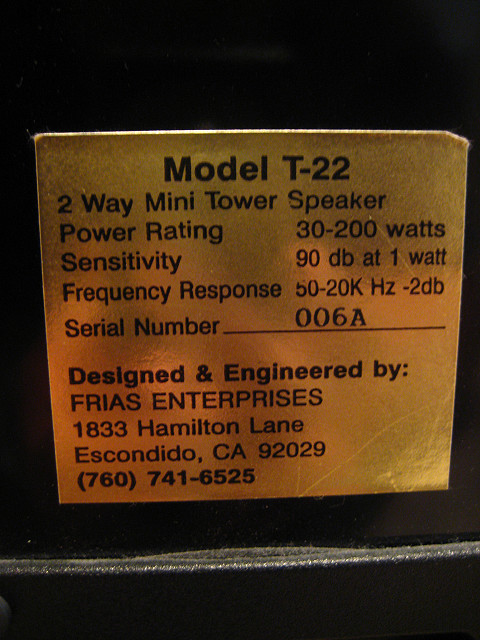 Model T-22
2 Way Mini Tower Speaker
Power Rating 30-200 watts
Sensitivity 90 db at 1 watt
Frequency Response 50-20K Hz -2db
Serial Number 006A
Designed & Engineered by:
FRIAS ENTERPRISES
1833 Hamilton Lane
Escondido, CA 92029
(760) 741-6525